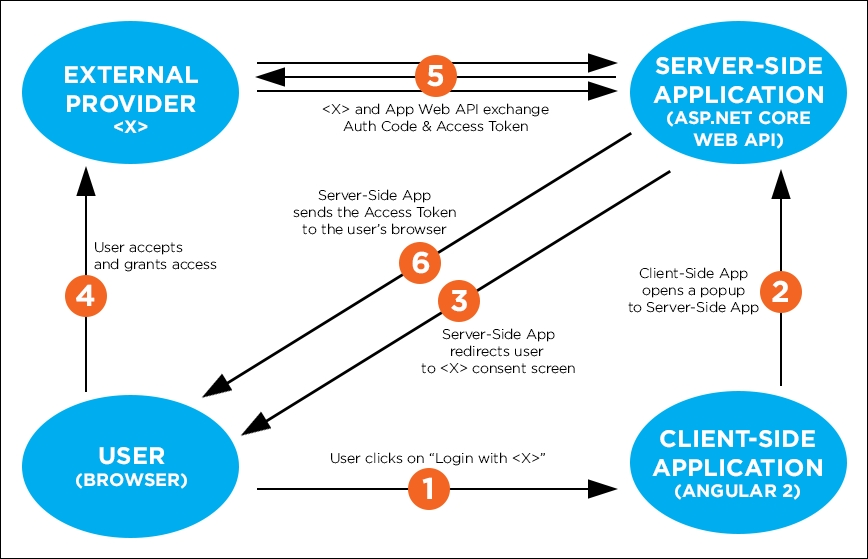 EXTERNAL
PROVIDER
<X>
5
<X> and App Web API exchange
Auth Code & Access Token
SERVER-SIDE
APPLICATION
(ASP.NET CORE
WEB API)
Server-Side App
sends the Access Token
to the user's browser
6
User accepts
and grants access
4
3
Server-Side App
redirects user
to <X> consent screen
Client-Side App
opens a popup
to Server-Side App
2
USER
(BROWSER)
User clicks on “Login with <X>”
1
CLIENT-SIDE
APPLICATION
(ANGULAR 2)